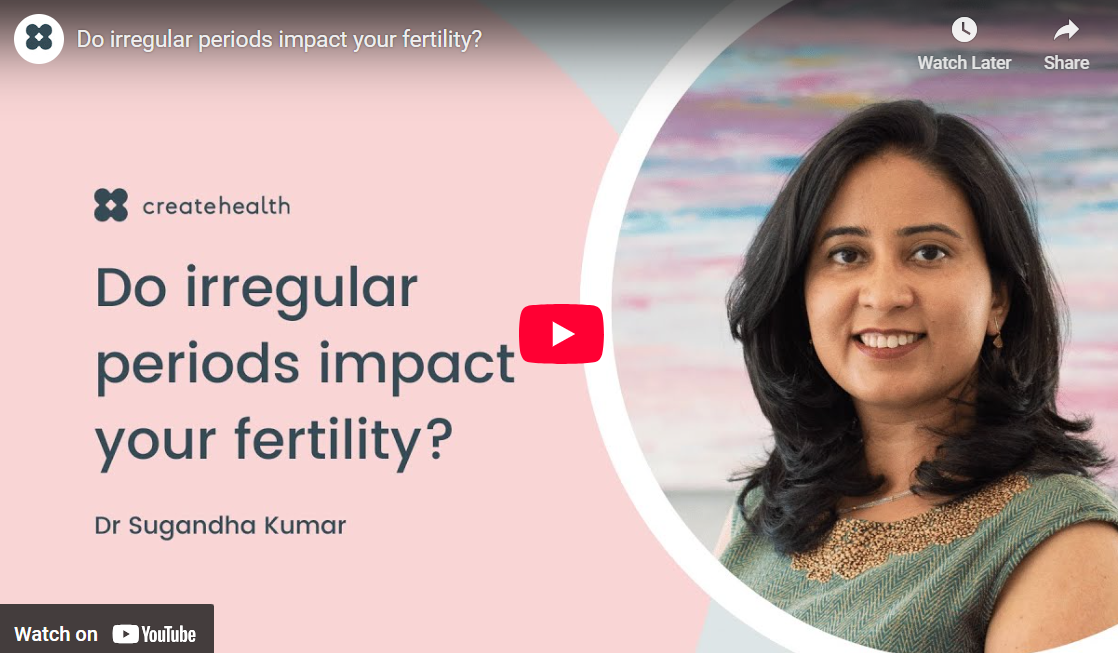 Do irregular periods impact your fertility?
Watch Later
Share
createhealth
Do irregular
periods impact
your fertility?
Dr Sugandha Kumar
Watch on YouTube